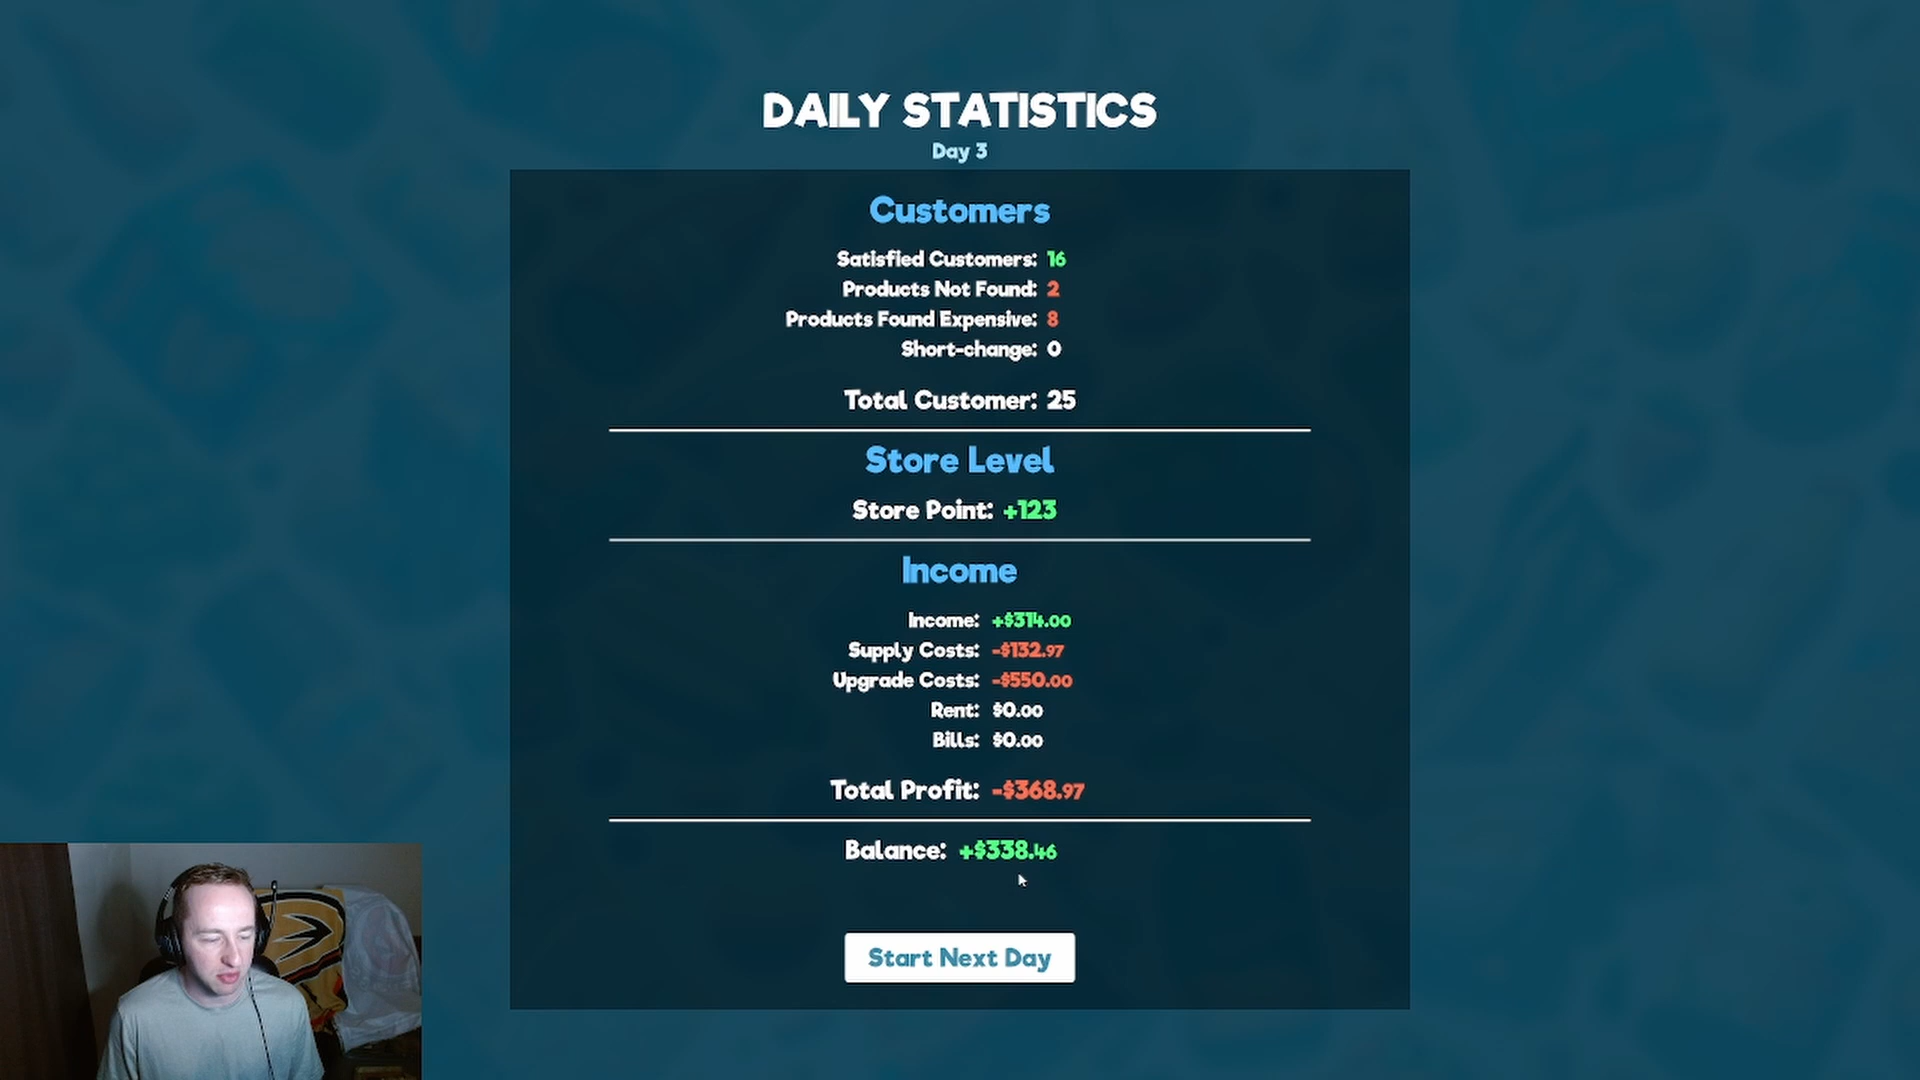 DAILY STATISTICS
Day 3
Customers
Satisfied Customers: 16
Products Not Found: 2
Products Found Expensive: 8
Short-change: 0
Total Customer: 25
Store Level
Store Point: +123
Income
Income: +$314.00
Supply Costs: -$132.97
Upgrade Costs: -$550.00
Rent: $0.00
Bills: $0.00
Total Profit: -$368.97
Balance: +$338.46
Start Next Day